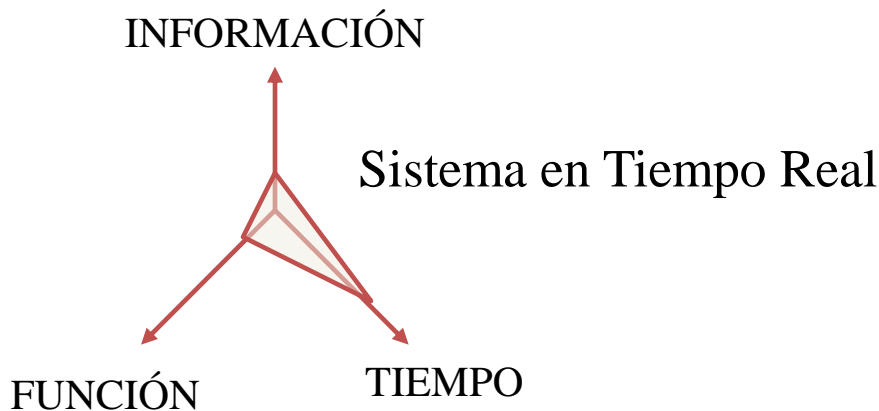 INFORMACIÓN
Sistema en Tiempo Real
FUNCIÓN
TIEMPO